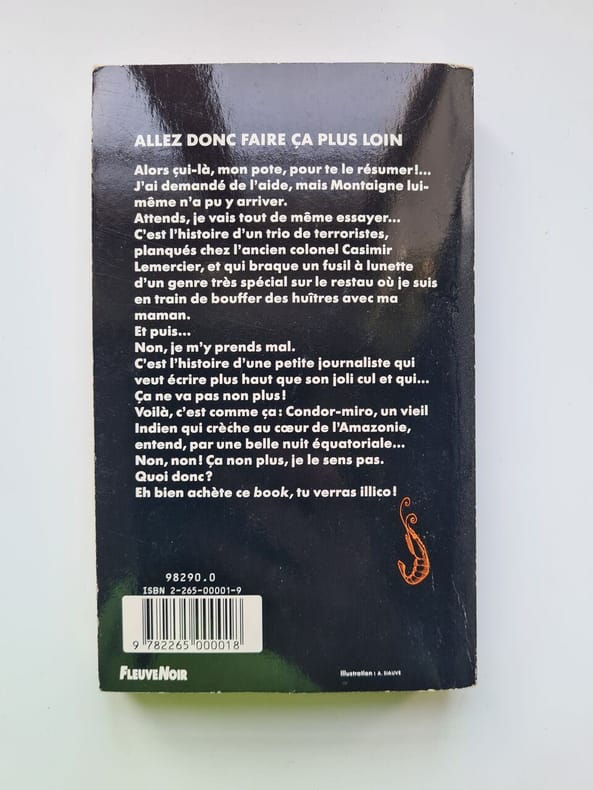 ALLEZ DONC FAIRE ÇA PLUS LOIN
Alors çui-là, mon pote, pour te le résumer!...
J'ai demandé de l'aide, mais Montaigne lui-
même n'a pu y arriver.
Attends, je vais tout de même essayer...
C'est l'histoire d'un trio de terroristes,
planqués chez l'ancien colonel Casimir
Lemercier, et qui braque un fusil à lunette
d'un genre très spécial sur le restau où je suis
en train de bouffer des huîtres avec ma
maman.
Et puis...
Non, je m'y prends mal.
C'est l'histoire d'une petite journaliste qui
veut écrire plus haut que son joli cul et qui...
Ça ne va pas non plus!
Voilà, c'est comme ça: Condor-miro, un vieil
Indien qui crèche au cœur de l'Amazonie,
entend, par une belle nuit équatoriale...
Non, non! Ça non plus, je le sens pas.
Quoi donc?
Eh bien achète ce book, tu verras illico!
98290.0
ISBN 2-265-00001-9
9 782265 000018
FLEUVE NOIR
Illustration: A. SIAUVE